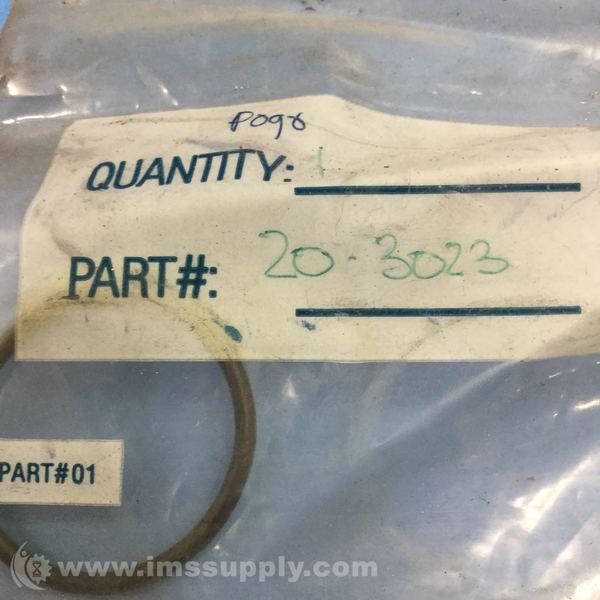 P098
QUANTITY: 1
PART#: 20-3023
PART#01
www.imssupply.com